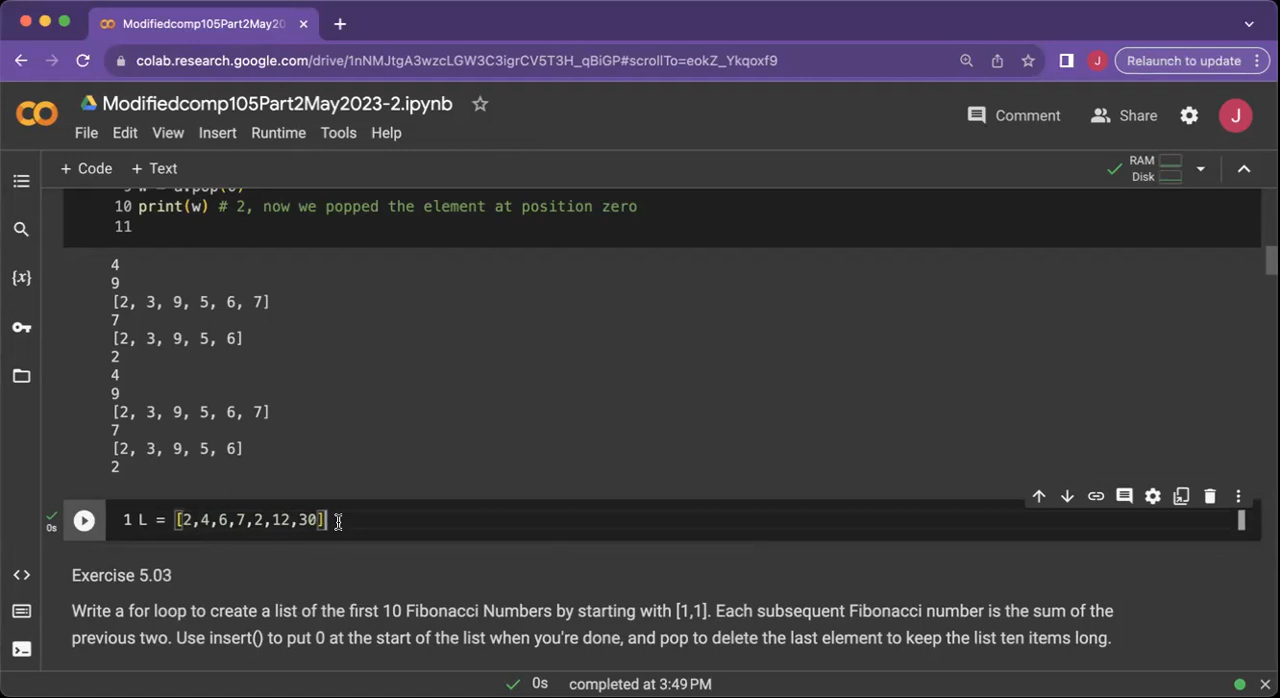 Modifiedcomp105Part2May20
colab.research.google.com/drive/1nNMJtgA3wzcLGW3C3igrCV5T3H_qBiGP#scrollTo=eokZ_Ykqoxf9
J
Relaunch to update
Modifiedcomp105Part2May2023-2.ipynb
File Edit View Insert Runtime Tools Help
Comment
Share
J
+ Code + Text
RAM
Disk
9 w = a.pop(0)
10 print(w) # 2, now we popped the element at position zero
11
4
9
[2, 3, 9, 5, 6, 7]
7
[2, 3, 9, 5, 6]
2
4
9
[2, 3, 9, 5, 6, 7]
7
[2, 3, 9, 5, 6]
2
0s
1 L = [2,4,6,7,2,12,30]
Exercise 5.03
Write a for loop to create a list of the first 10 Fibonacci Numbers by starting with [1,1]. Each subsequent Fibonacci number is the sum of the
previous two. Use insert() to put 0 at the start of the list when you're done, and pop to delete the last element to keep the list ten items long.
0s completed at 3:49 PM